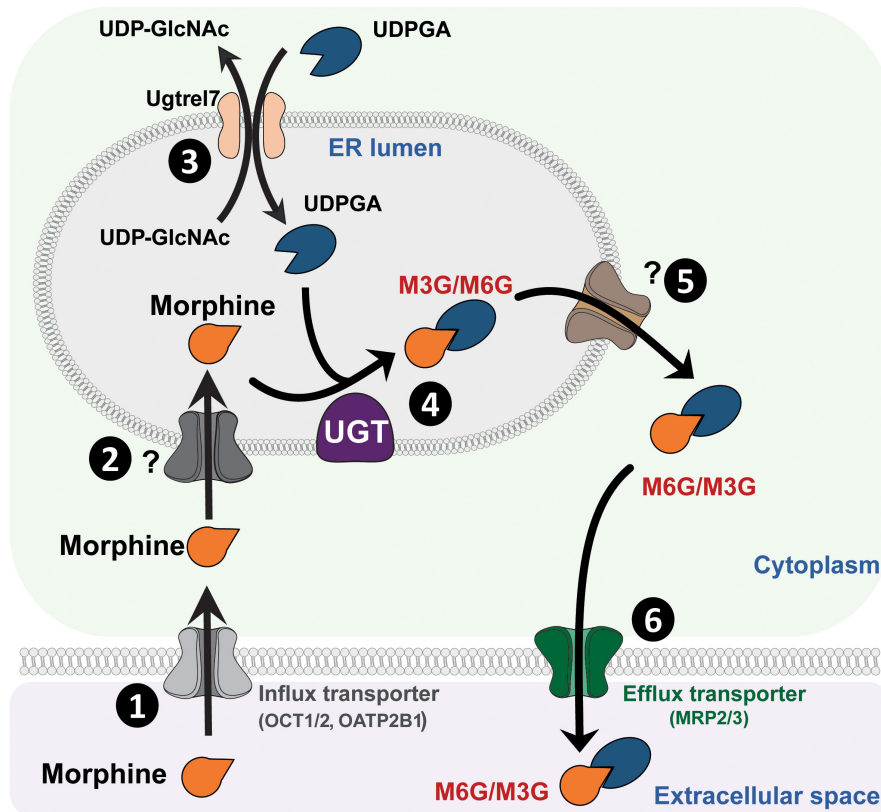 UDP-GlcNAc
UDPGA
Ugtrel7
3
ER lumen
UDP-GlcNAc
UDPGA
Morphine
M3G/M6G
? 5
4
UGT
2 ?
M6G/M3G
Morphine
Cytoplasm
6
1
Influx transporter
(OCT1/2, OATP2B1)
Efflux transporter
(MRP2/3)
Morphine
M6G/M3G
Extracellular space